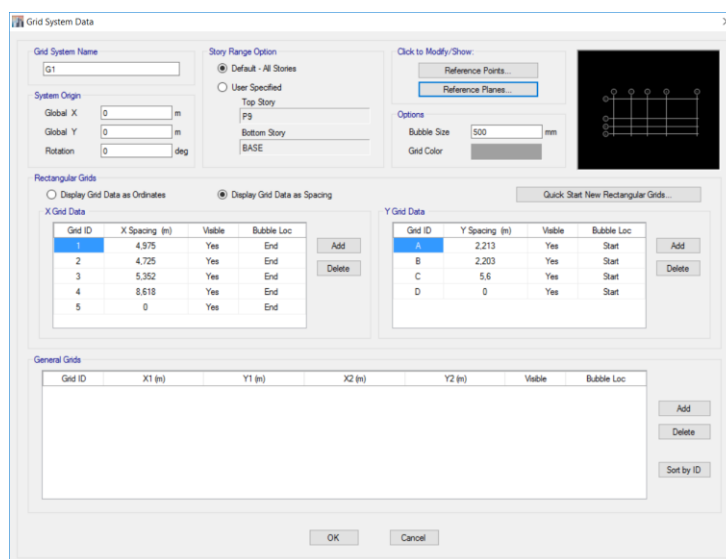 Grid System Data
Grid System Name
G1
System Origin
Global X 0 m
Global Y 0 m
Rotation 0 deg
Story Range Option
Default - All Stories
User Specified
Top Story
P9
Bottom Story
BASE
Click to Modify/Show:
Reference Points...
Reference Planes...
Options
Bubble Size 500 mm
Grid Color
Rectangular Grids
Display Grid Data as Ordinates Display Grid Data as Spacing Quick Start New Rectangular Grids...
X Grid Data
Grid ID X Spacing (m) Visible Bubble Loc
1 4,975 Yes End
2 4,725 Yes End
3 5,352 Yes End
4 8,618 Yes End
5 0 Yes End
Add
Delete
Y Grid Data
Grid ID Y Spacing (m) Visible Bubble Loc
A 2,213 Yes Start
B 2,203 Yes Start
C 5,6 Yes Start
D 0 Yes Start
Add
Delete
General Grids
Grid ID X1 (m) Y1 (m) X2 (m) Y2 (m) Visible Bubble Loc
Add
Delete
Sort by ID
OK Cancel